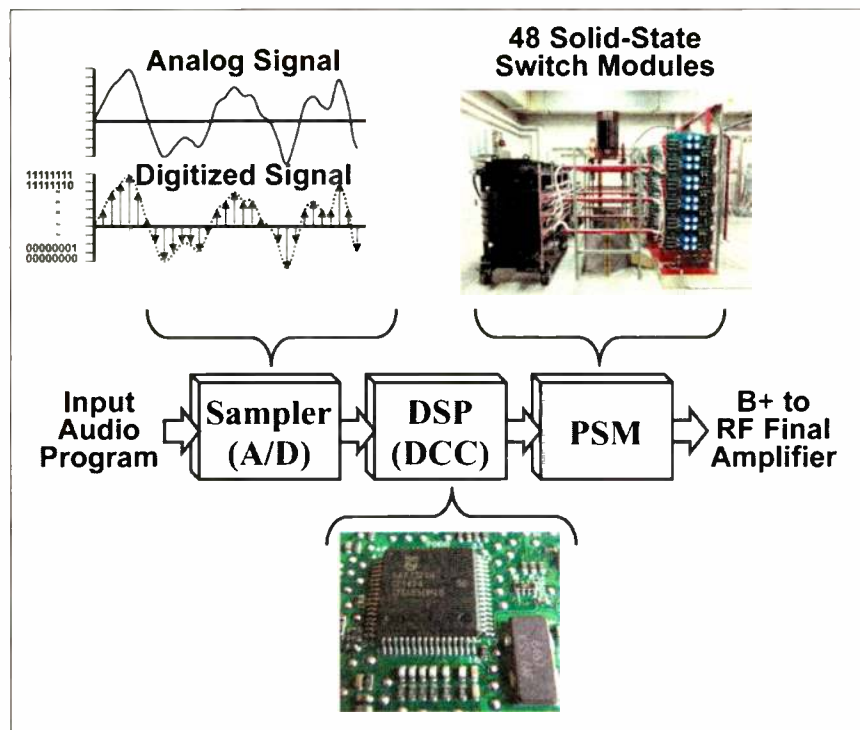 Analog Signal
48 Solid-State
Switch Modules
Digitized Signal
11111111
11111110
00000001
00000000
Input
Audio
Program
Sampler
(A/D)
DSP
(DCC)
PSM
B+ to
RF Final
Amplifier